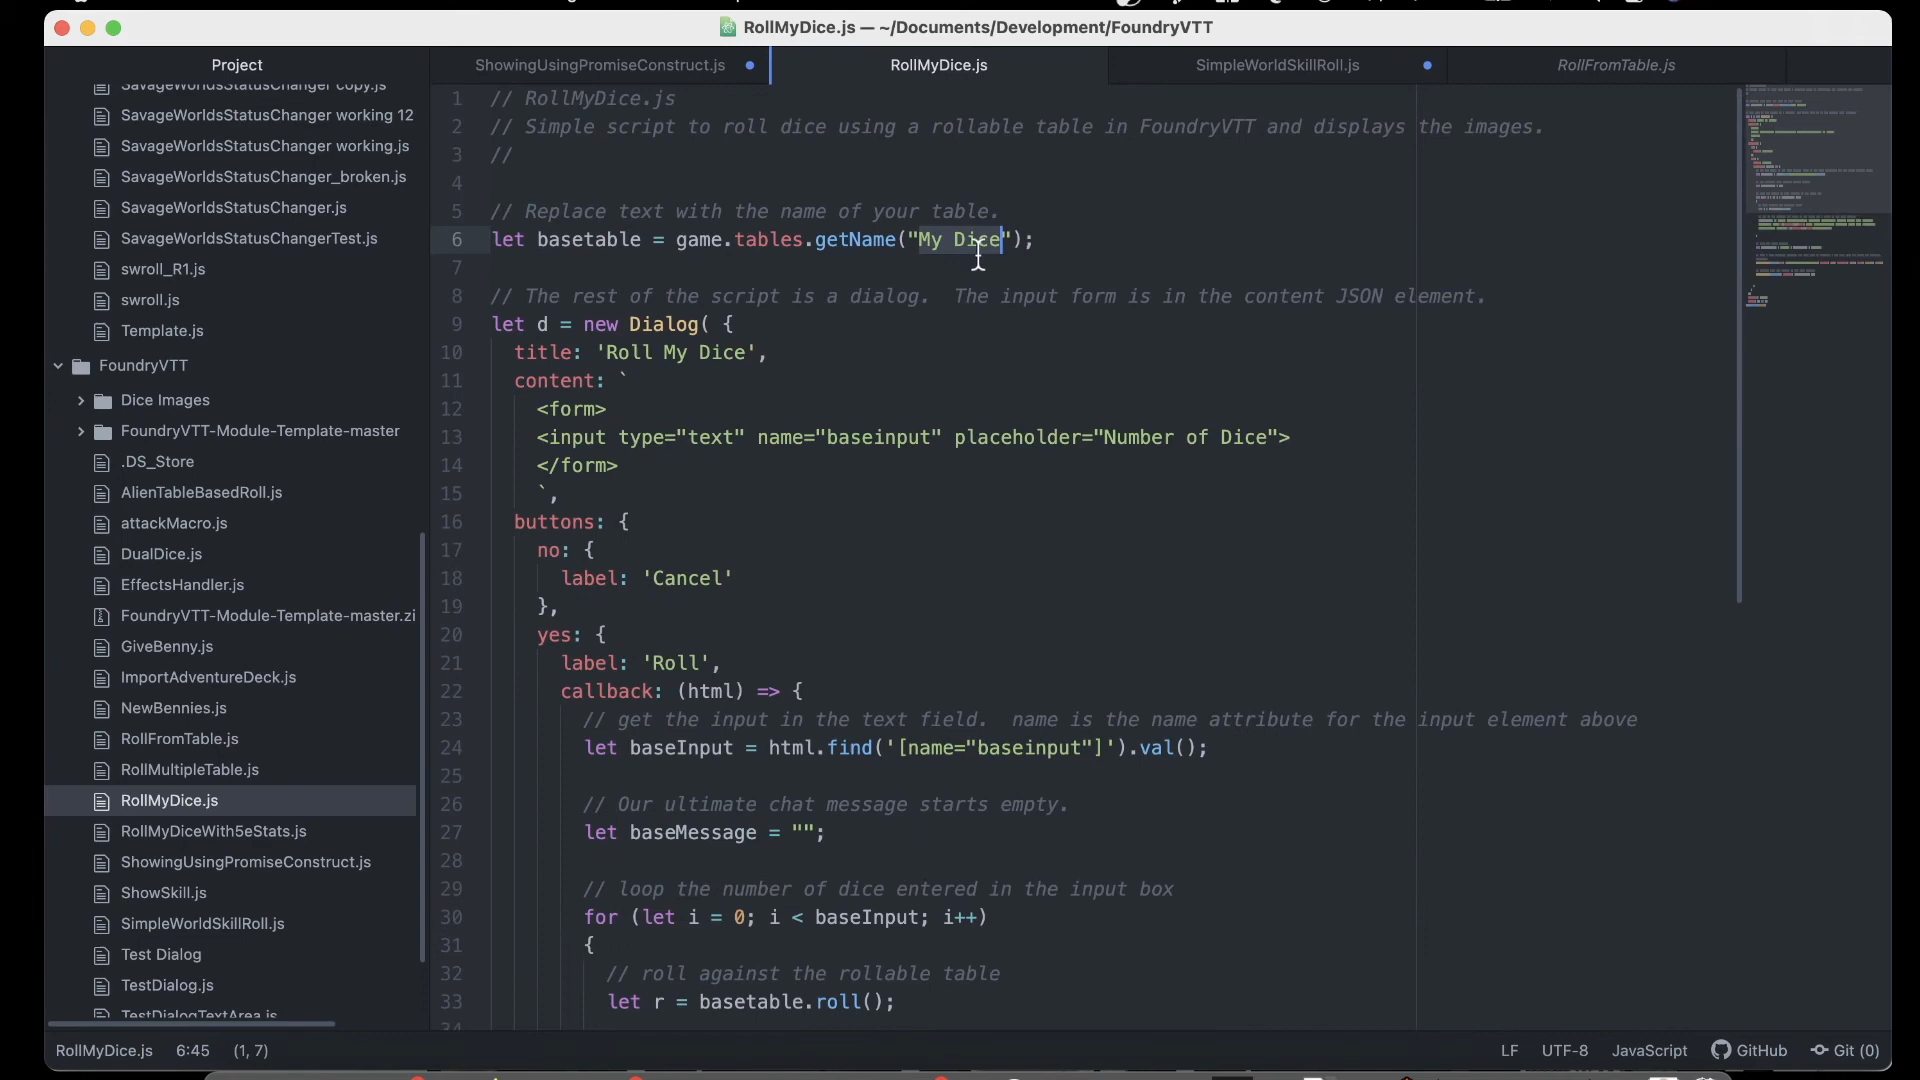 RollMyDice.js — ~/Documents/Development/FoundryVTT
Project
SavageWorldsStatusChanger copy.js
SavageWorldsStatusChanger working 12
SavageWorldsStatusChanger working.js
SavageWorldsStatusChanger_broken.js
SavageWorldsStatusChanger.js
SavageWorldsStatusChangerTest.js
swroll_R1.js
swroll.js
Template.js
FoundryVTT
Dice Images
FoundryVTT-Module-Template-master
.DS_Store
AlienTableBasedRoll.js
attackMacro.js
DualDice.js
EffectsHandler.js
FoundryVTT-Module-Template-master.zi
GiveBenny.js
ImportAdventureDeck.js
NewBennies.js
RollFromTable.js
RollMultipleTable.js
RollMyDice.js
RollMyDiceWith5eStats.js
ShowingUsingPromiseConstruct.js
ShowSkill.js
SimpleWorldSkillRoll.js
Test Dialog
TestDialog.js
TestDialogTextArea.js
ShowingUsingPromiseConstruct.js
RollMyDice.js
SimpleWorldSkillRoll.js
RollFromTable.js
1 // RollMyDice.js
2 // Simple script to roll dice using a rollable table in FoundryVTT and displays the images.
3 //
4
5 // Replace text with the name of your table.
6 let basetable = game.tables.getName("My Dice");
7
8 // The rest of the script is a dialog.  The input form is in the content JSON element.
9 let d = new Dialog( {
10 title: 'Roll My Dice',
11 content: `
12 <form>
13 <input type="text" name="baseinput" placeholder="Number of Dice">
14 </form>
15 `,
16 buttons: {
17 no: {
18 label: 'Cancel'
19 },
20 yes: {
21 label: 'Roll',
22 callback: (html) => {
23 // get the input in the text field.  name is the name attribute for the input element above
24 let baseInput = html.find('[name="baseinput"]').val();
25
26 // Our ultimate chat message starts empty.
27 let baseMessage = "";
28
29 // loop the number of dice entered in the input box
30 for (let i = 0; i < baseInput; i++)
31 {
32 // roll against the rollable table
33 let r = basetable.roll();
34
RollMyDice.js 6:45 (1, 7)
LF UTF-8 JavaScript GitHub Git (0)